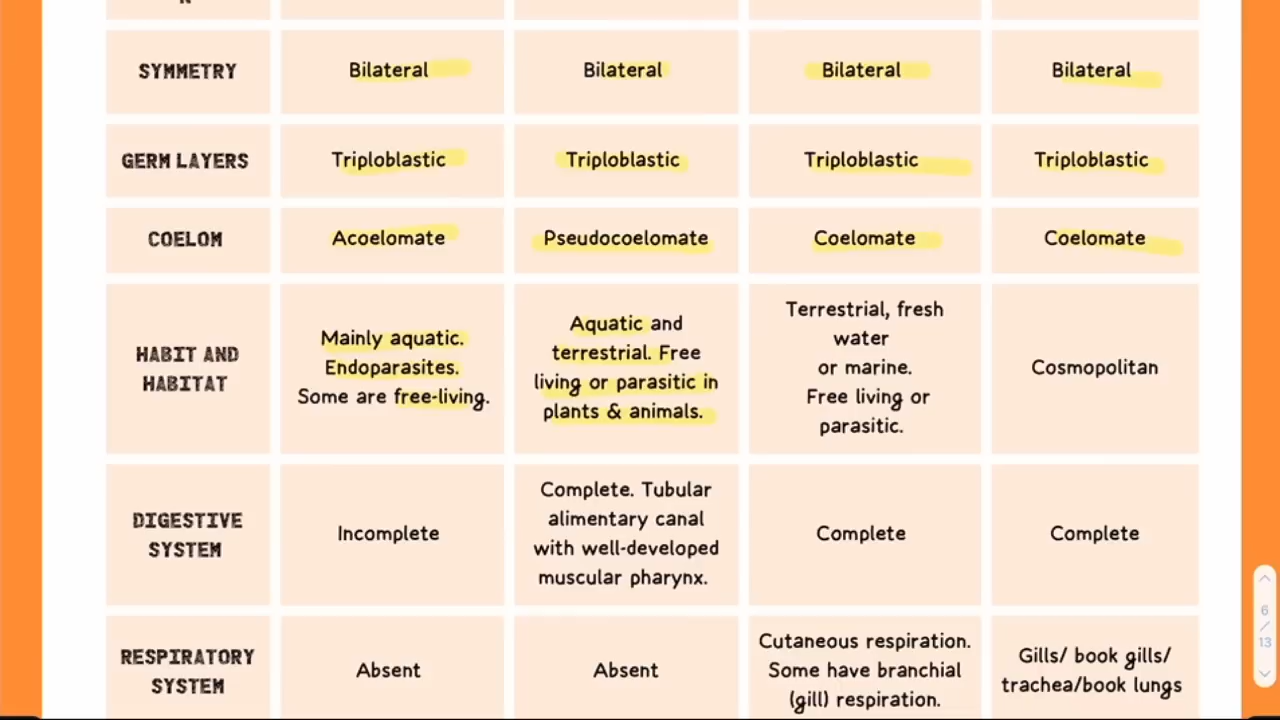 N
SYMMETRY
Bilateral
Bilateral
Bilateral
Bilateral
GERM LAYERS
Triploblastic
Triploblastic
Triploblastic
Triploblastic
COELOM
Acoelomate
Pseudocoelomate
Coelomate
Coelomate
HABIT AND
HABITAT
Mainly aquatic.
Endoparasites.
Some are free-living.
Aquatic and
terrestrial. Free
living or parasitic in
plants & animals.
Terrestrial, fresh
water
or marine.
Free living or
parasitic.
Cosmopolitan
DIGESTIVE
SYSTEM
Incomplete
Complete. Tubular
alimentary canal
with well-developed
muscular pharynx.
Complete
Complete
RESPIRATORY
SYSTEM
Absent
Absent
Cutaneous respiration.
Some have branchial
(gill) respiration.
Gills/ book gills/
trachea/book lungs
6
/
13